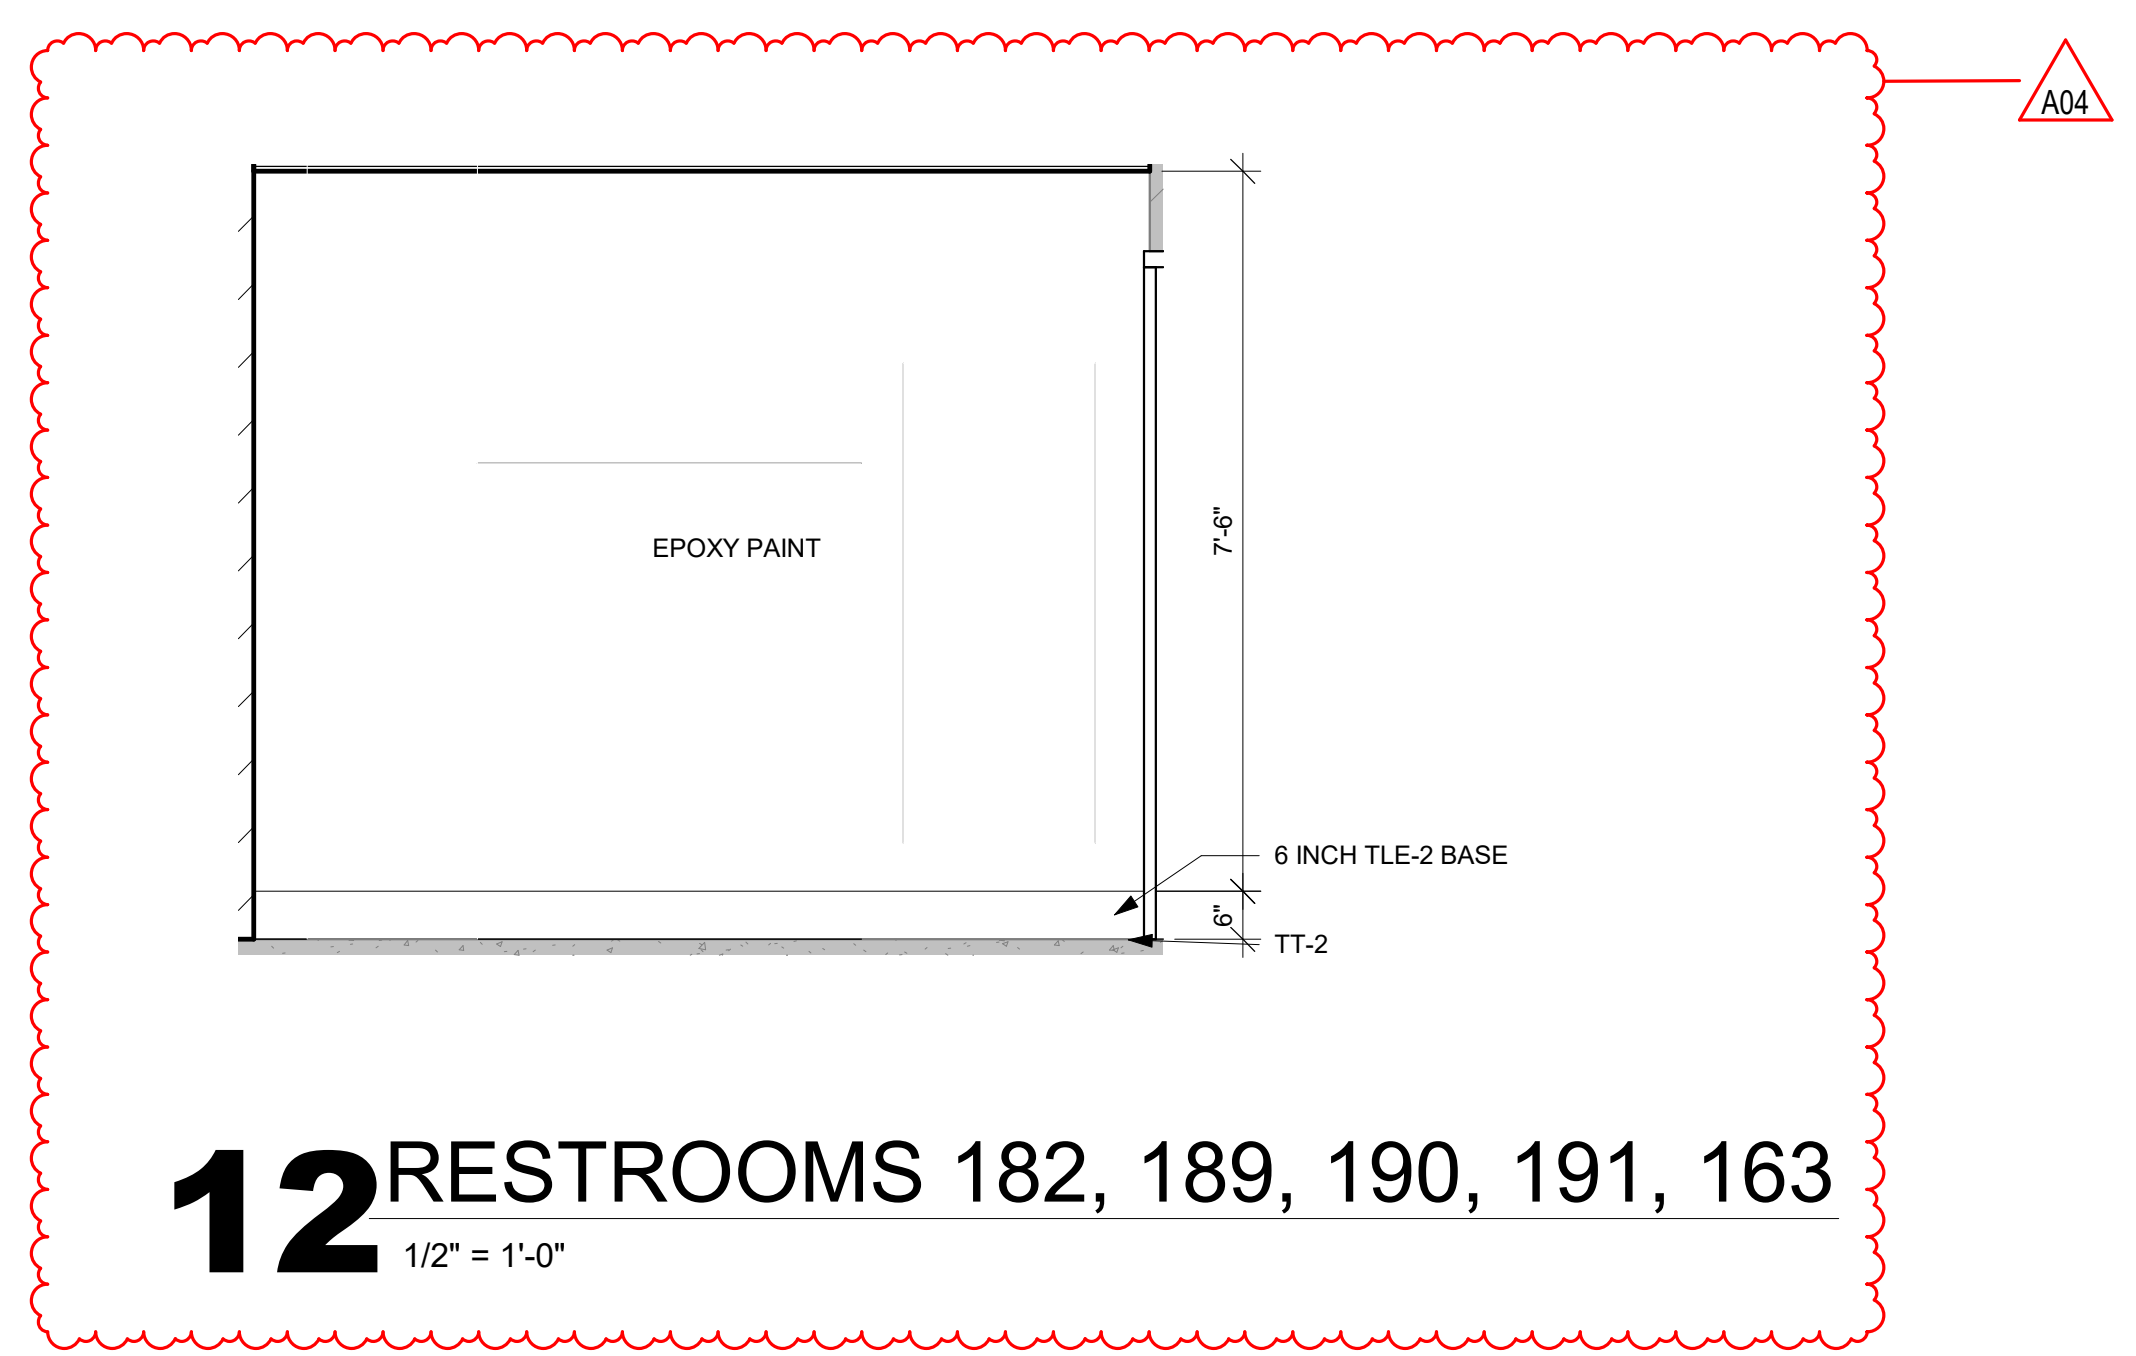 A04
EPOXY PAINT
7'-6"
6 INCH TLE-2 BASE
6"
TT-2
12
RESTROOMS 182, 189, 190, 191, 163
1/2" = 1'-0"